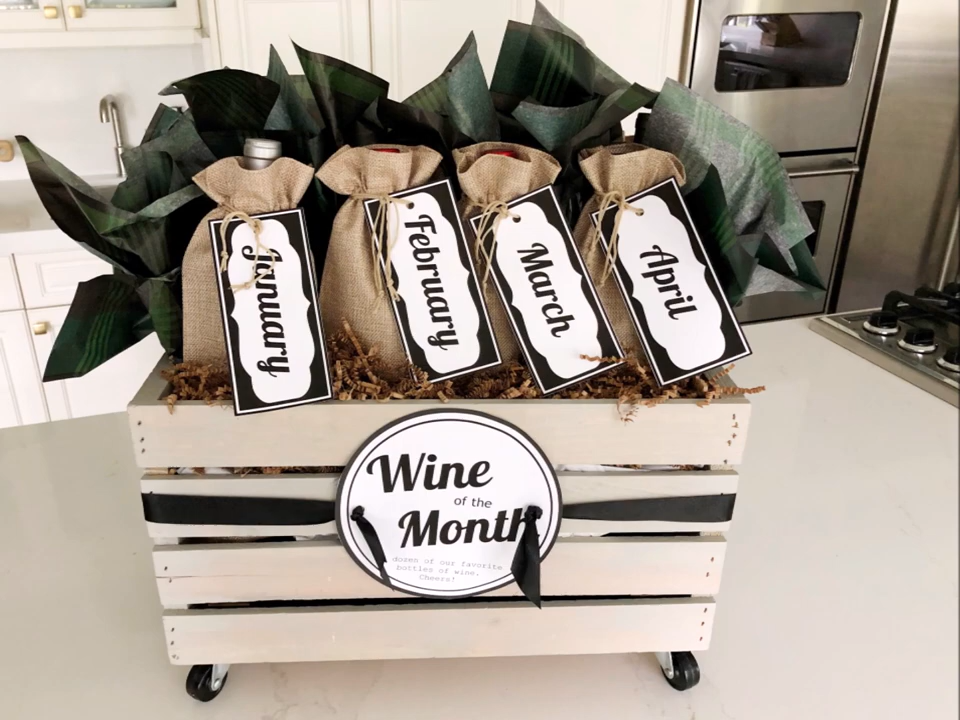 January
February
March
April
Wine
of the
Month
dozen of our favorite
bottles of wine.
Cheers!